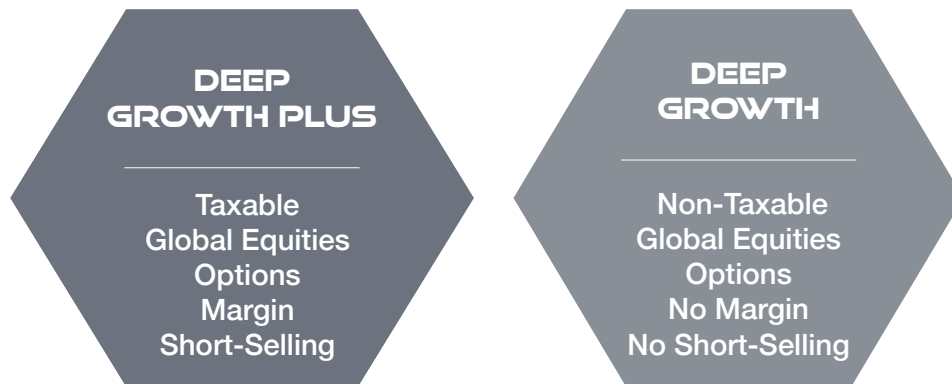 DEEP
GROWTH PLUS
Taxable
Global Equities
Options
Margin
Short-Selling
DEEP
GROWTH
Non-Taxable
Global Equities
Options
No Margin
No Short-Selling